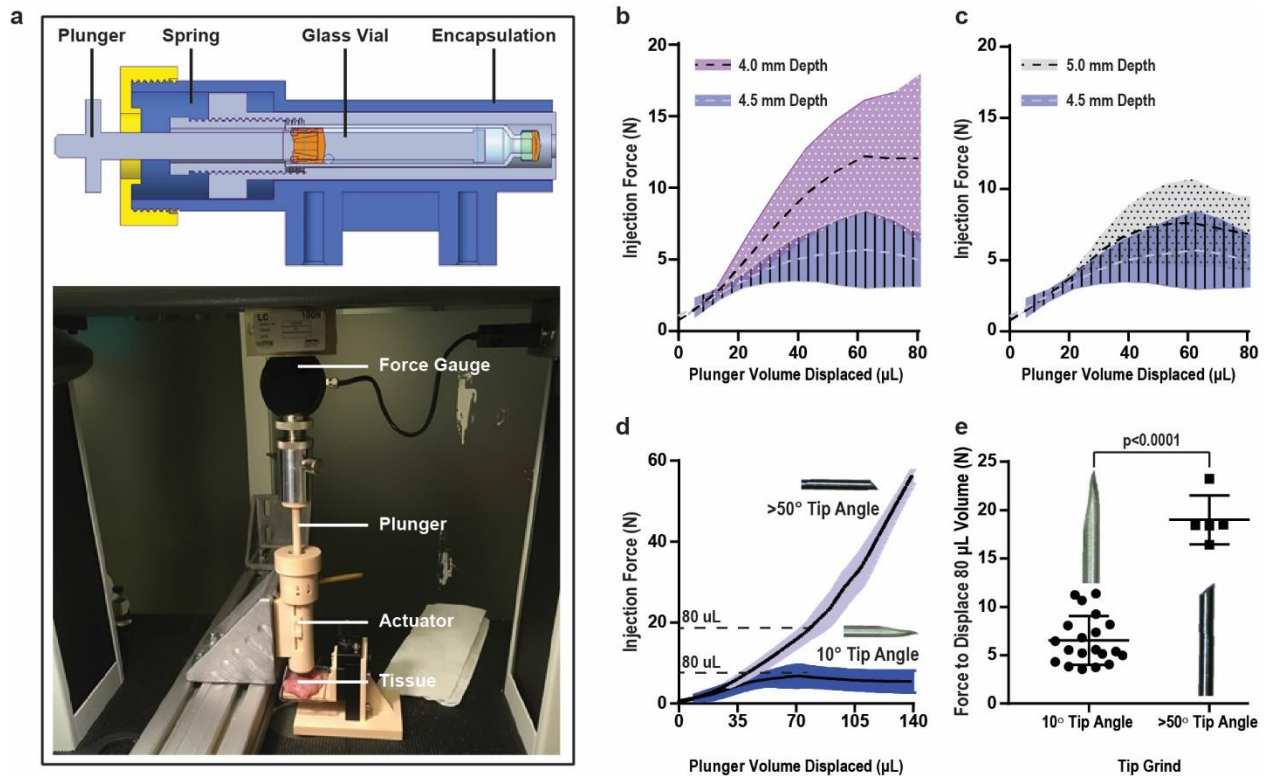 a
Plunger
Spring
Glass Vial
Encapsulation
LC
100N
Force Gauge
Plunger
Actuator
Tissue
b
20
15
10
5
0
Injection Force (N)
4.0 mm Depth
4.5 mm Depth
0 20 40 60 80
Plunger Volume Displaced (µL)
c
20
15
10
5
0
Injection Force (N)
5.0 mm Depth
4.5 mm Depth
0 20 40 60 80
Plunger Volume Displaced (µL)
d
60
40
20
0
Injection Force (N)
>50° Tip Angle
80 uL
80 uL
10° Tip Angle
0 35 70 105 140
Plunger Volume Displaced (µL)
e
p<0.0001
25
20
15
10
5
0
Force to Displace 80 µL Volume (N)
10° Tip Angle >50° Tip Angle
Tip Grind